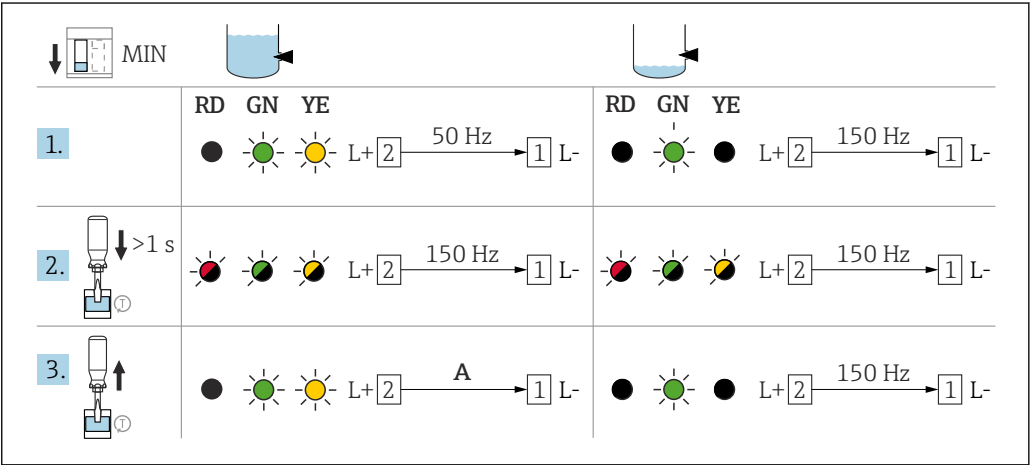 MIN
RD GN YE RD GN YE
1. L+ 2 50 Hz 1 L- L+ 2 150 Hz 1 L-
2. >1 s T L+ 2 150 Hz 1 L- L+ 2 150 Hz 1 L-
3. T L+ 2 A 1 L- L+ 2 150 Hz 1 L-